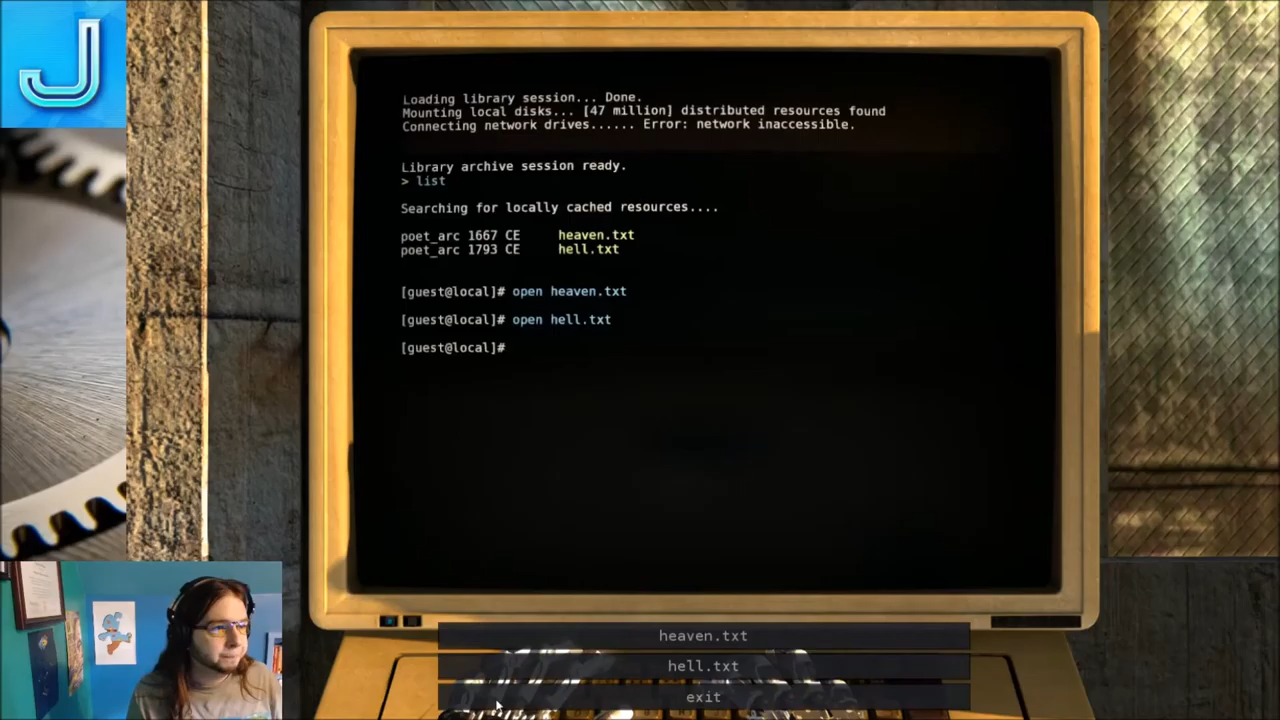 J
Loading library session... Done.
Mounting local disks... [47 million] distributed resources found
Connecting network drives...... Error: network inaccessible.
Library archive session ready.
> list
Searching for locally cached resources....
poet_arc 1667 CE heaven.txt
poet_arc 1793 CE hell.txt
[guest@local]# open heaven.txt
[guest@local]# open hell.txt
[guest@local]#
heaven.txt
hell.txt
exit